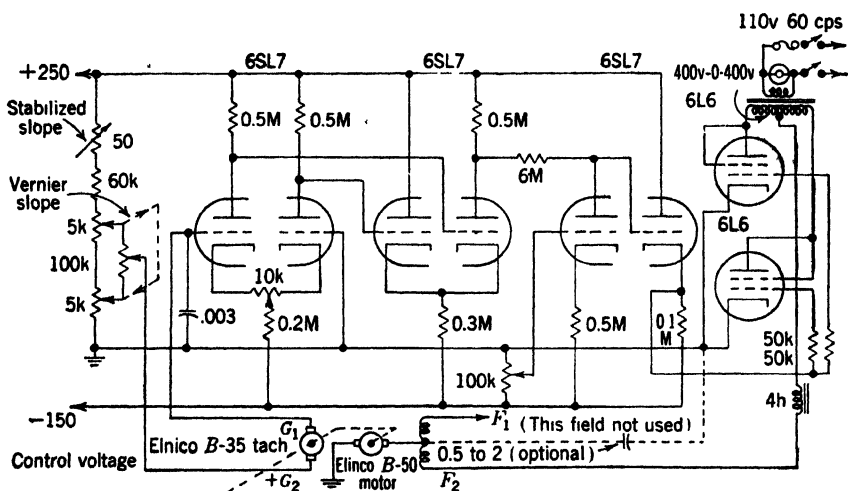 110v 60 cps
+250
6SL7
6SL7
6SL7
400v-0-400v
6L6
Stabilized
slope
50
0.5M
0.5M
0.5M
Vernier
slope
60k
6M
5k
6L6
100k
10k
5k
.003
0.2M
0.3M
0.5M
0.1
M
50k
50k
100k
4h
-150
G1
F1 (This field not used)
Elnico B-35 tach
0.5 to 2 (optional)
Control voltage
Elinco B-50
motor
+G2
F2